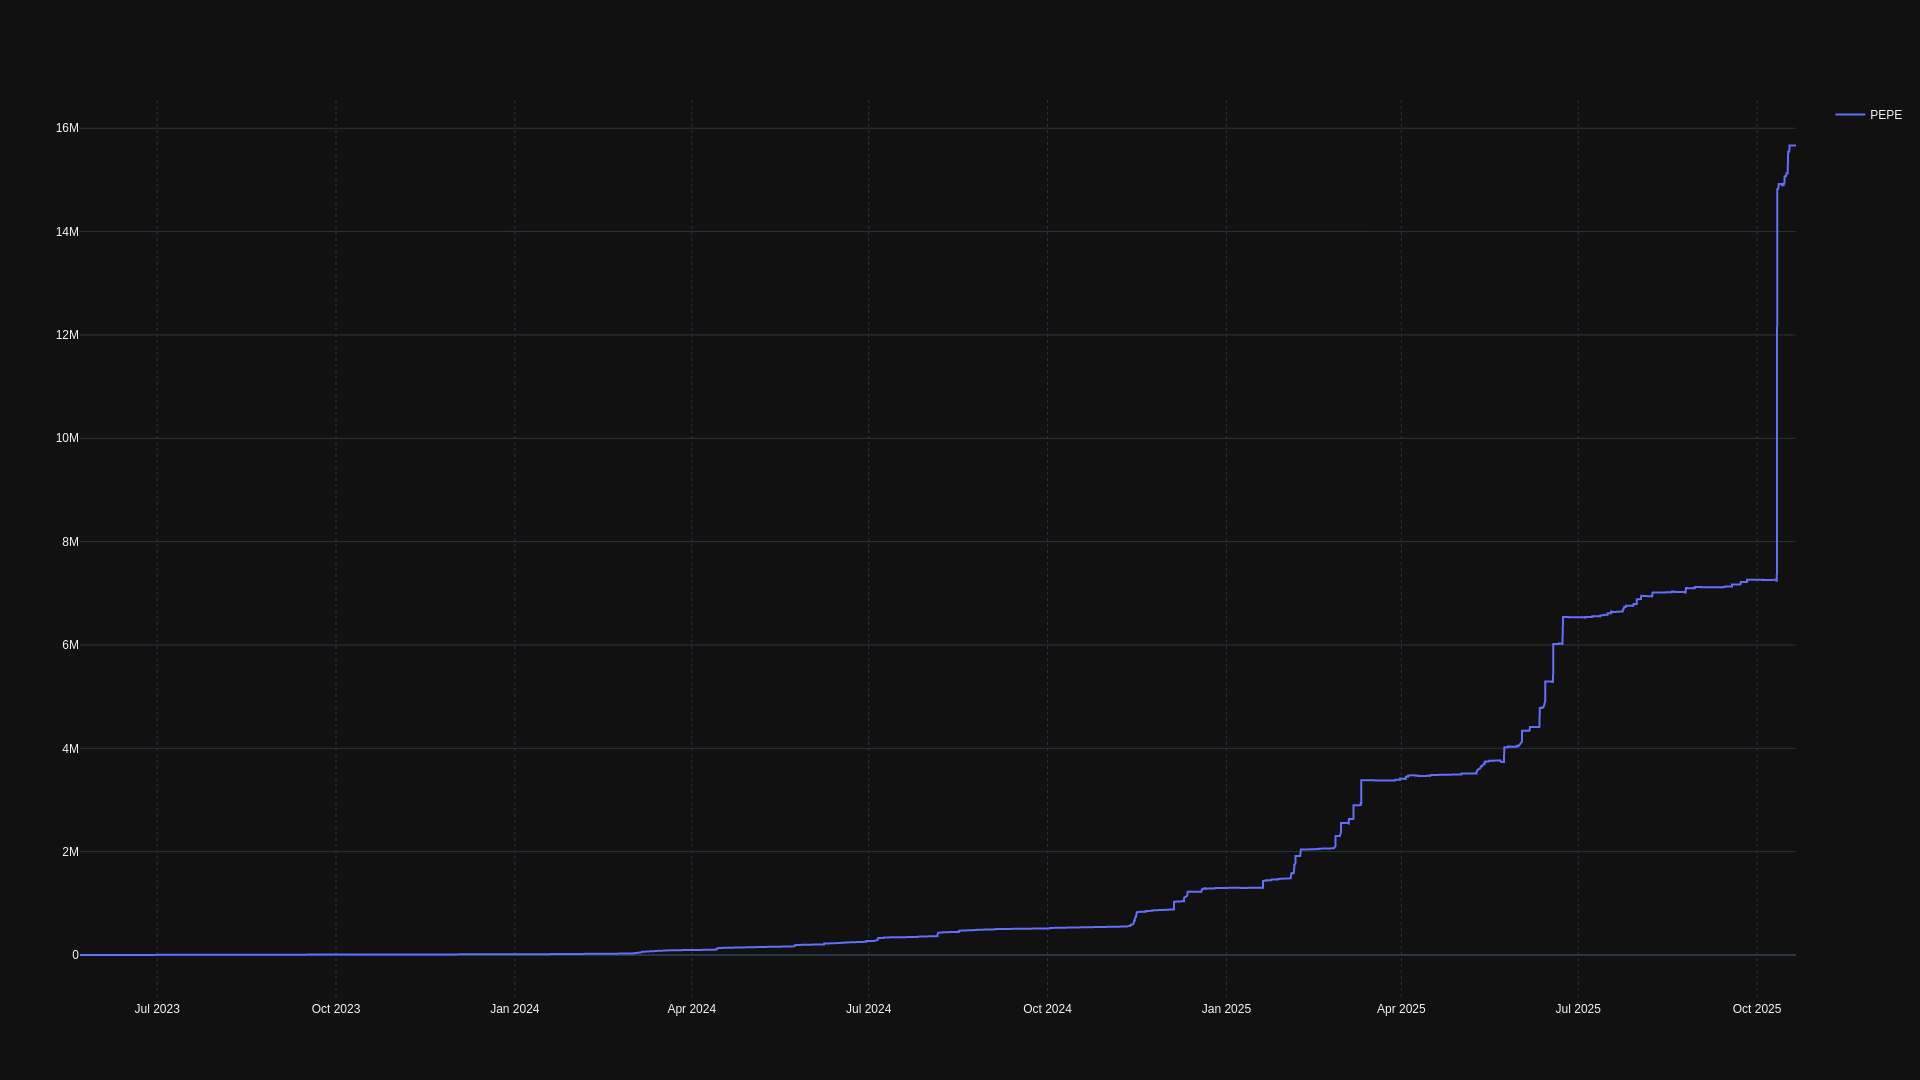 PEPE
16M
14M
12M
10M
8M
6M
4M
2M
0
Jul 2023
Oct 2023
Jan 2024
Apr 2024
Jul 2024
Oct 2024
Jan 2025
Apr 2025
Jul 2025
Oct 2025